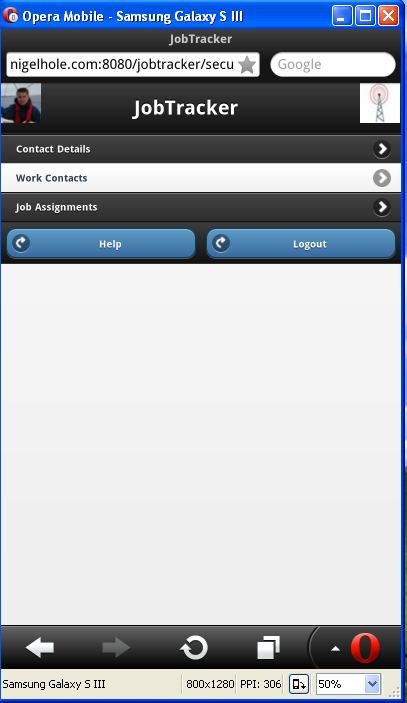 Opera Mobile - Samsung Galaxy S III
JobTracker
nigelhole.com:8080/jobtracker/secu
Google
JobTracker
Contact Details
Work Contacts
Job Assignments
Help Logout
Samsung Galaxy S III 800x1280 PPI: 306 50%